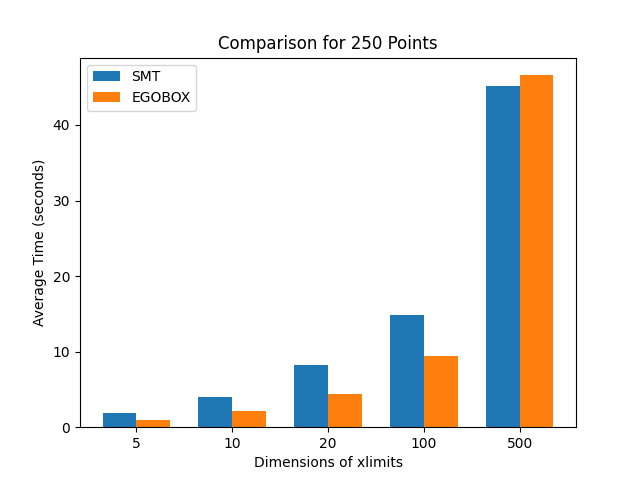 Comparison for 250 Points
SMT
EGOBOX
Average Time (seconds)
40
30
20
10
0
5 10 20 100 500
Dimensions of xlimits